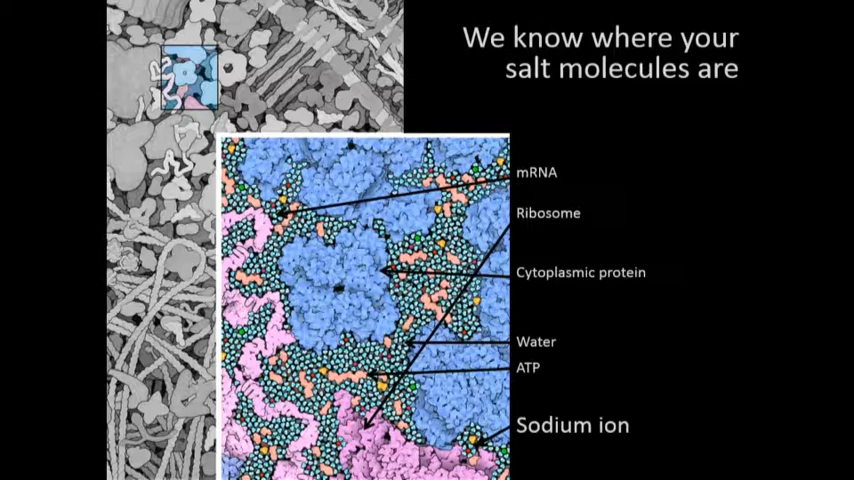 We know where your
salt molecules are
mRNA
Ribosome
Cytoplasmic protein
Water
ATP
Sodium ion